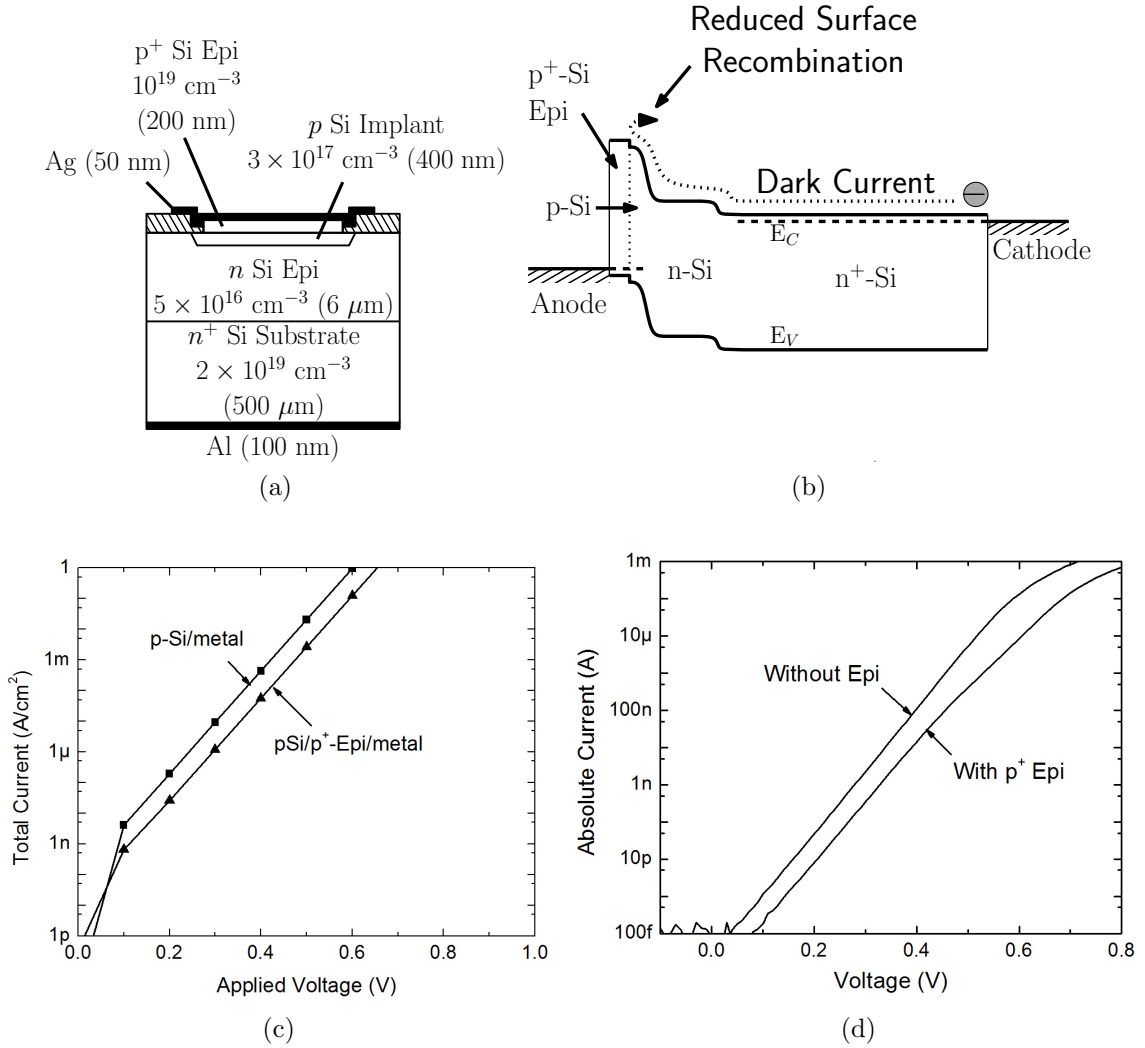 p⁺ Si Epi
10¹⁹ cm⁻³
(200 nm)
p Si Implant
3 × 10¹⁷ cm⁻³ (400 nm)
Ag (50 nm)
n Si Epi
5 × 10¹⁶ cm⁻³ (6 μm)
n⁺ Si Substrate
2 × 10¹⁹ cm⁻³
(500 μm)
Al (100 nm)
(a)
Reduced Surface
Recombination
p⁺-Si
Epi
Dark Current
p-Si
E_C
Cathode
n-Si
n⁺-Si
Anode
E_V
(b)
Total Current (A/cm²)
1
1m
1μ
1n
1p
p-Si/metal
pSi/p⁺-Epi/metal
0.0 0.2 0.4 0.6 0.8 1.0
Applied Voltage (V)
(c)
Absolute Current (A)
1m
10μ
100n
1n
10p
100f
Without Epi
With p⁺ Epi
0.0 0.2 0.4 0.6 0.8
Voltage (V)
(d)